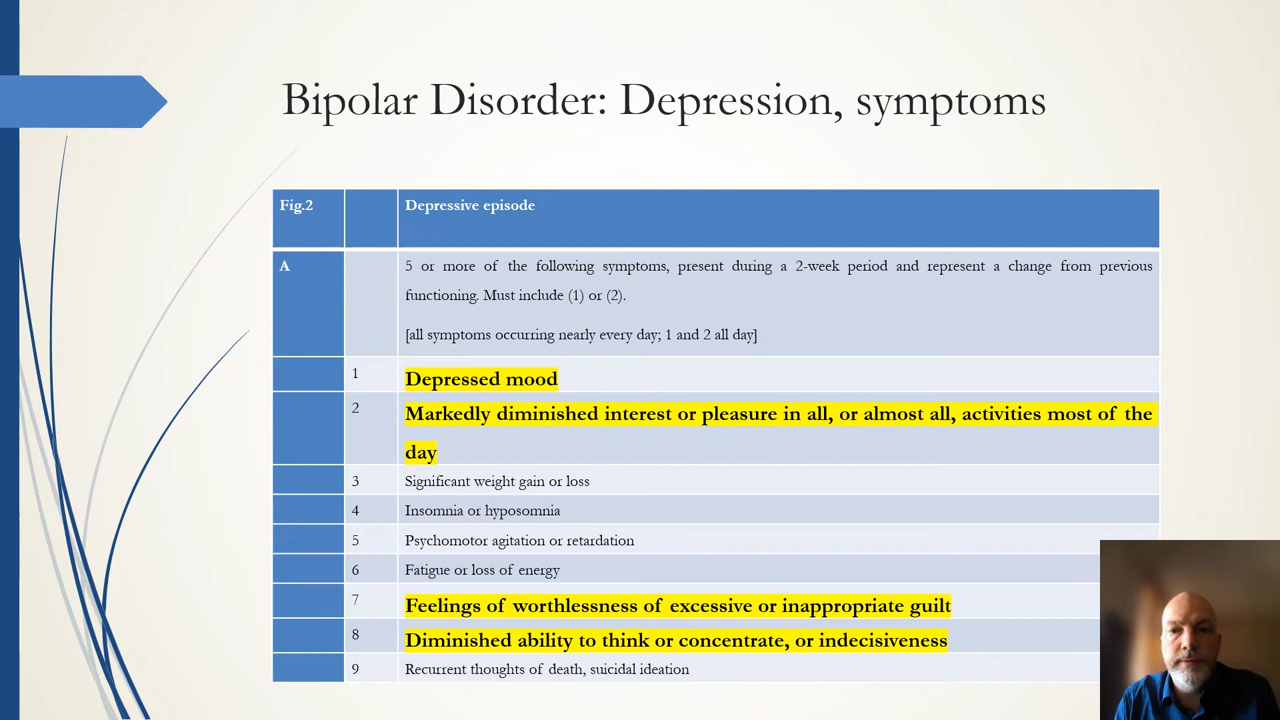 Bipolar Disorder: Depression, symptoms
Fig.2 Depressive episode
A 5 or more of the following symptoms, present during a 2-week period and represent a change from previous
functioning. Must include (1) or (2).
[all symptoms occurring nearly every day; 1 and 2 all day]
1 Depressed mood
2 Markedly diminished interest or pleasure in all, or almost all, activities most of the
day
3 Significant weight gain or loss
4 Insomnia or hyposomnia
5 Psychomotor agitation or retardation
6 Fatigue or loss of energy
7 Feelings of worthlessness of excessive or inappropriate guilt
8 Diminished ability to think or concentrate, or indecisiveness
9 Recurrent thoughts of death, suicidal ideation